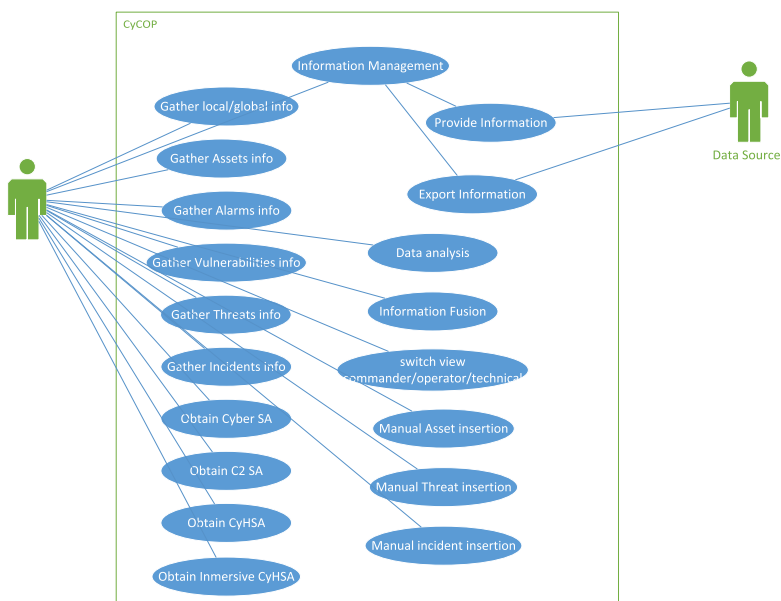 CyCOP
Information Management
Gather local/global info
Provide Information
Data Source
Gather Assets info
Export Information
Gather Alarms info
Data analysis
Gather Vulnerabilities info
Information Fusion
Gather Threats info
switch view
commander/operator/technical
Gather Incidents info
Obtain Cyber SA
Manual Asset insertion
Obtain C2 SA
Manual Threat insertion
Obtain CyHSA
Manual incident insertion
Obtain Inmersive CyHSA